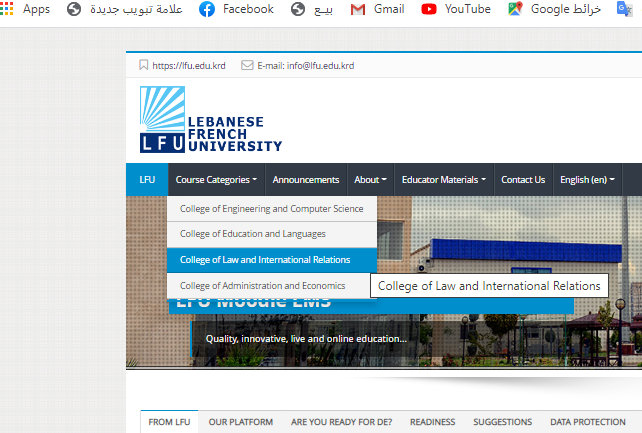 Apps علامة تبويب جديدة Facebook بيـع Gmail YouTube خرائط Google
https://lfu.edu.krd E-mail: info@lfu.edu.krd
LFU
LEBANESE
FRENCH
UNIVERSITY
LFU Course Categories Announcements About Educator Materials Contact Us English (en)
College of Engineering and Computer Science
College of Education and Languages
College of Law and International Relations
College of Administration and Economics
College of Law and International Relations
LFU Moodle LMS
Quality, innovative, live and online education...
FROM LFU OUR PLATFORM ARE YOU READY FOR DE? READINESS SUGGESTIONS DATA PROTECTION